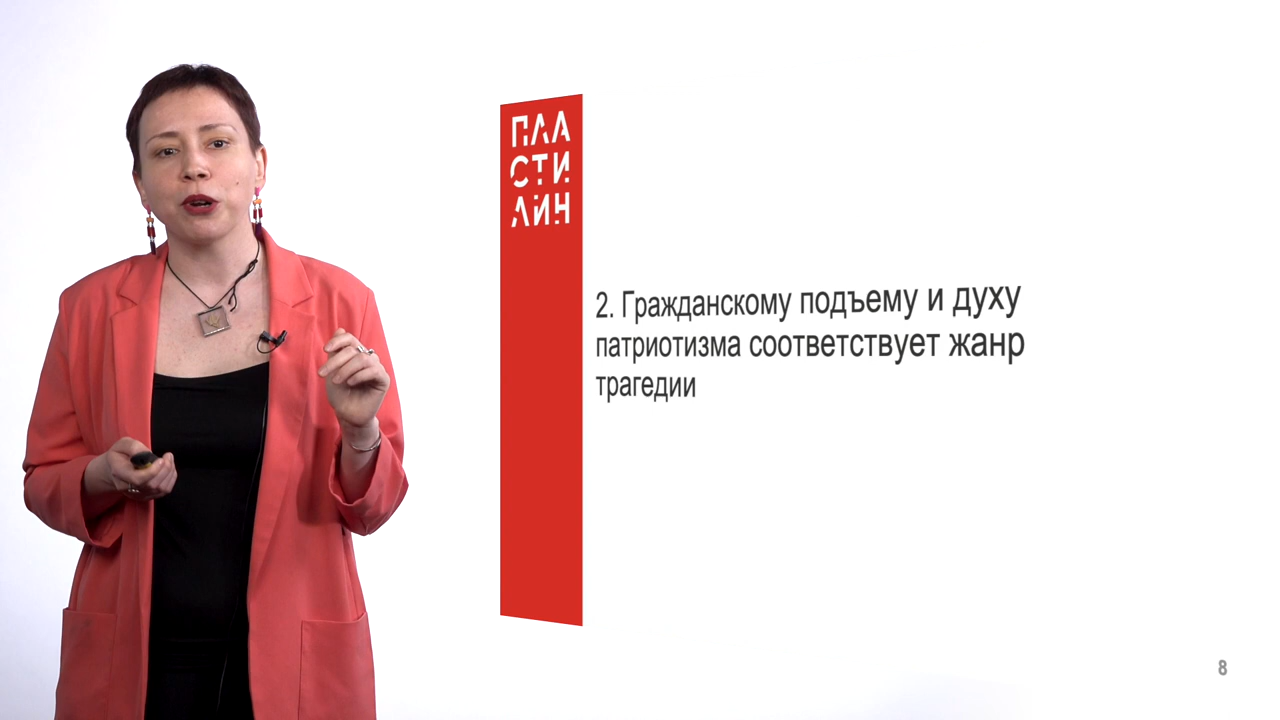 ПЛА
СТИ
ЛИН
2. Гражданскому подъему и духу
патриотизма соответствует жанр
трагедии
8